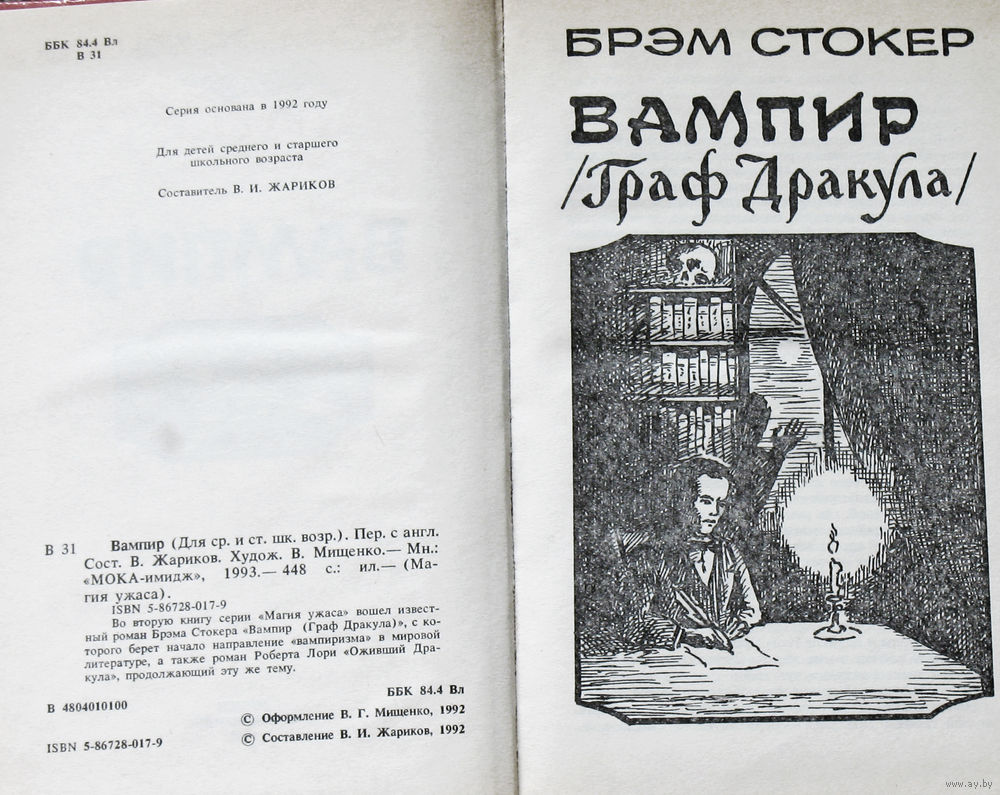 ББК 84.4 Вл
В 31
Серия основана в 1992 году
Для детей среднего и старшего
школьного возраста
Составитель В. И. ЖАРИКОВ
В 31 Вампир (Для ср. и ст. шк. возр.). Пер. с англ.
Сост. В. Жариков. Худож. В. Мищенко.— Мн.:
«МОКА-имидж», 1993.— 448 с.: ил.— (Ма-
гия ужаса).
ISBN 5-86728-017-9
Во вторую книгу серии «Магия ужаса» вошел извест-
ный роман Брэма Стокера «Вампир (Граф Дракула)», с ко-
торого берет начало направление «вампиризма» в мировой
литературе, а также роман Роберта Лори «Оживший Дра-
кула», продолжающий эту же тему.
ББК 84.4 Вл
В 4804010100
© Оформление В. Г. Мищенко, 1992
© Составление В. И. Жариков, 1992
ISBN 5-86728-017-9
БРЭМ СТОКЕР
ВАМПИР
/Граф Дракула/
www.ay.by